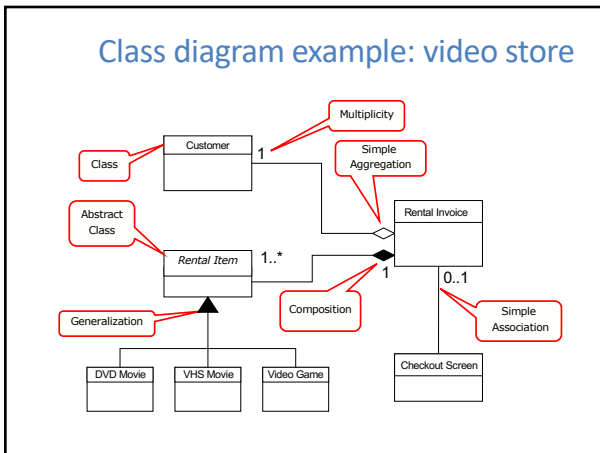 Class diagram example: video store
Multiplicity
Customer
1
Simple
Aggregation
Class
Abstract
Class
Rental Invoice
Rental Item
1..*
1
0..1
Generalization
Composition
Simple
Association
DVD Movie
VHS Movie
Video Game
Checkout Screen